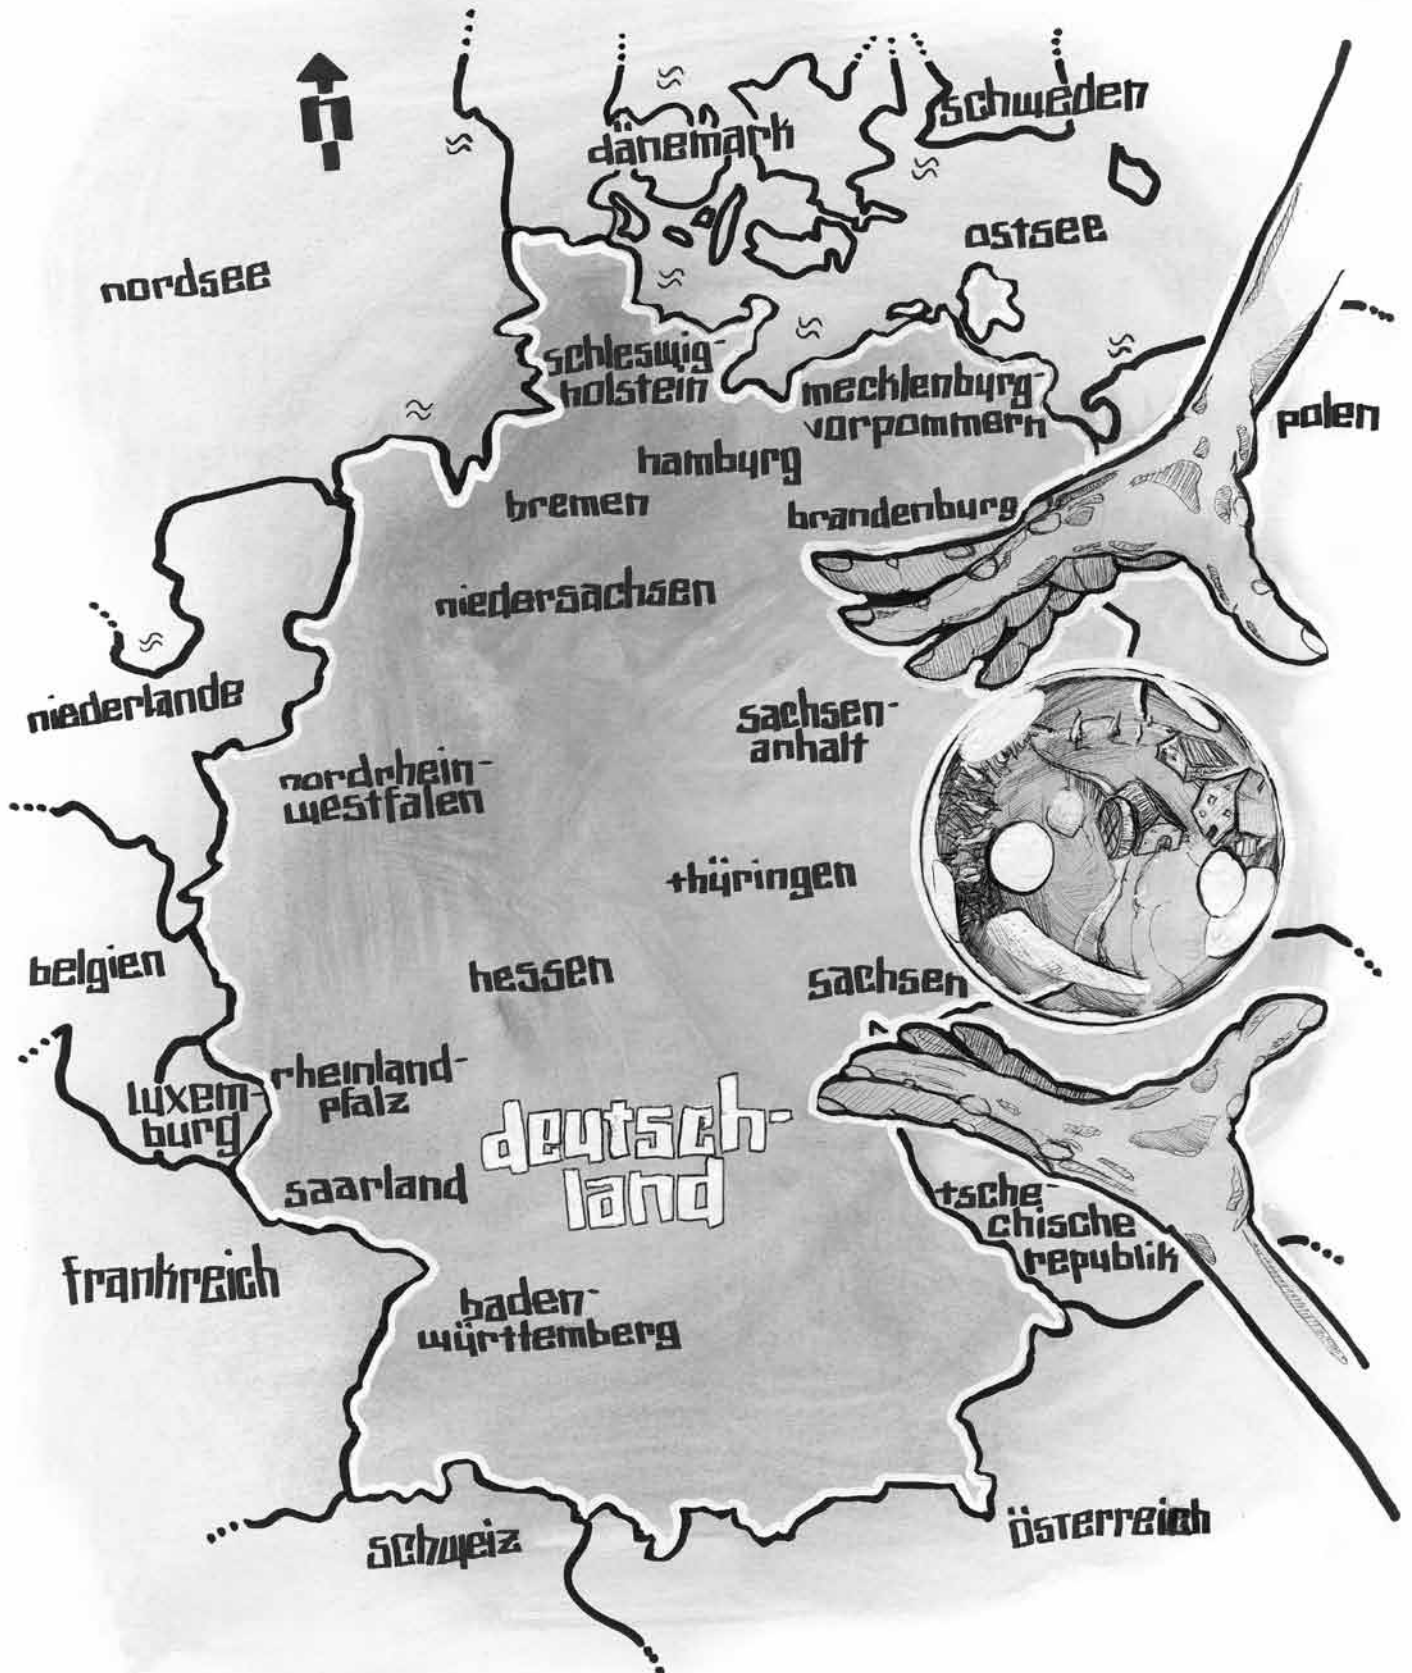 n
schweden
dänemark
ostsee
nordsee
schleswig-
holstein
mecklenburg-
vorpommern
polen
hamburg
bremen
brandenburg
niedersachsen
niederlande
sachsen-
anhalt
nordrhein-
westfalen
thüringen
belgien
hessen
sachsen
rheinland-
pfalz
luxem-
burg
deutsch-
land
saarland
tsche-
chische
republik
frankreich
baden-
württemberg
schweiz
österreich